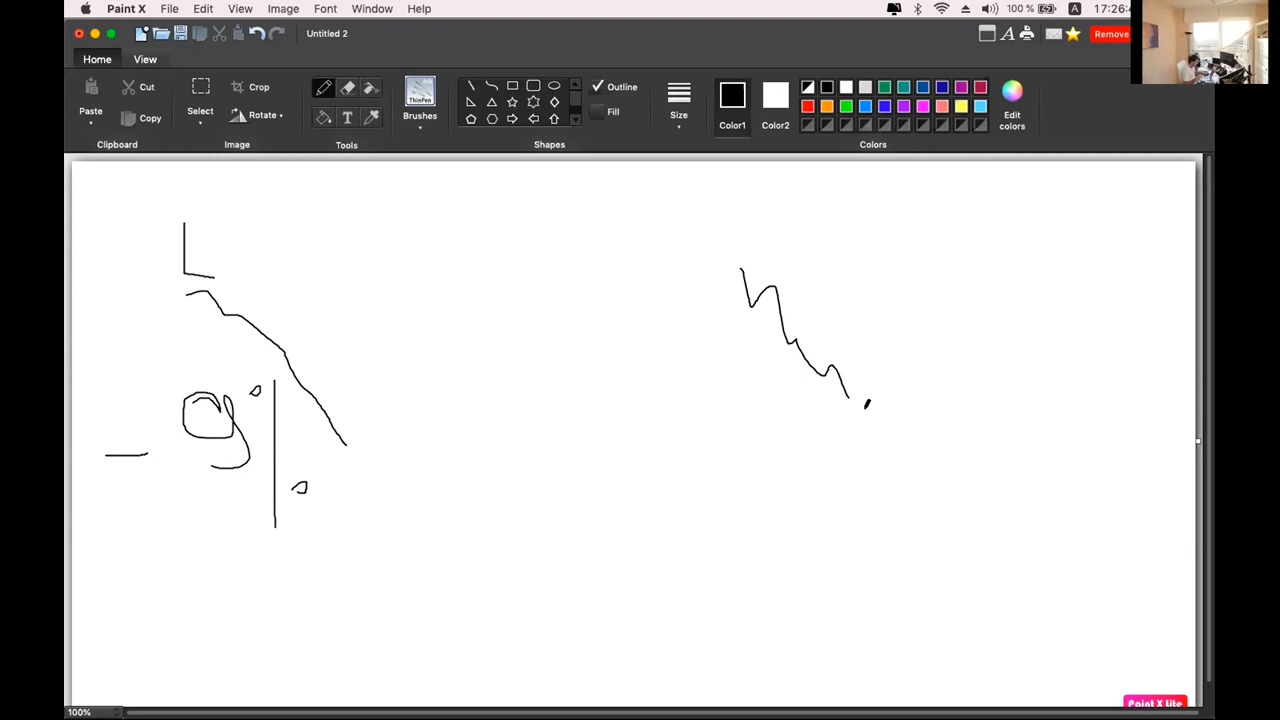 Paint X File Edit View Image Font Window Help 100 % A 17:26:4
Untitled 2 A Remove
Home View
Paste Cut Copy Select Crop Rotate T ThinPen Brushes Outline Fill Size Color1 Color2 Edit colors
Clipboard Image Tools Shapes Colors
L
Paint X Lite
100%